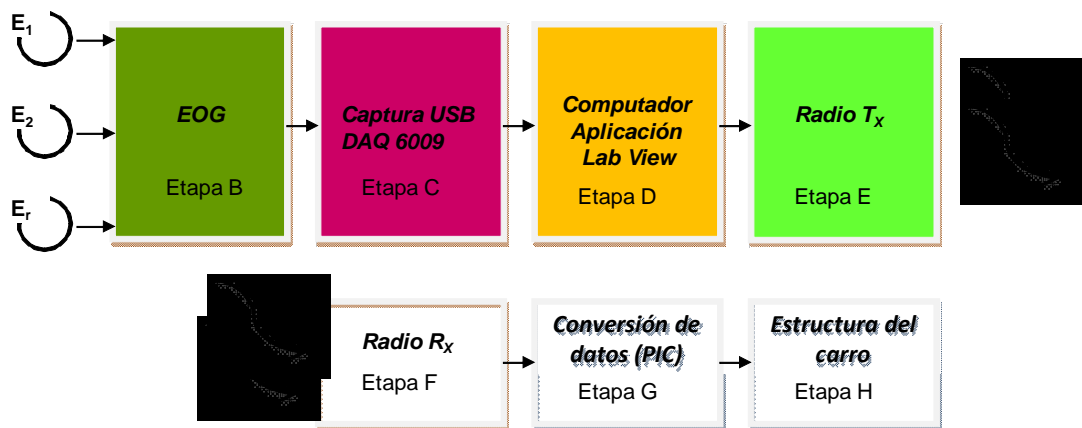 E1
E2
Er
EOG
Etapa B
Captura USB
DAQ 6009
Etapa C
Computador
Aplicación
Lab View
Etapa D
Radio TX
Etapa E
Radio RX
Etapa F
Conversión de
datos (PIC)
Etapa G
Estructura del
carro
Etapa H